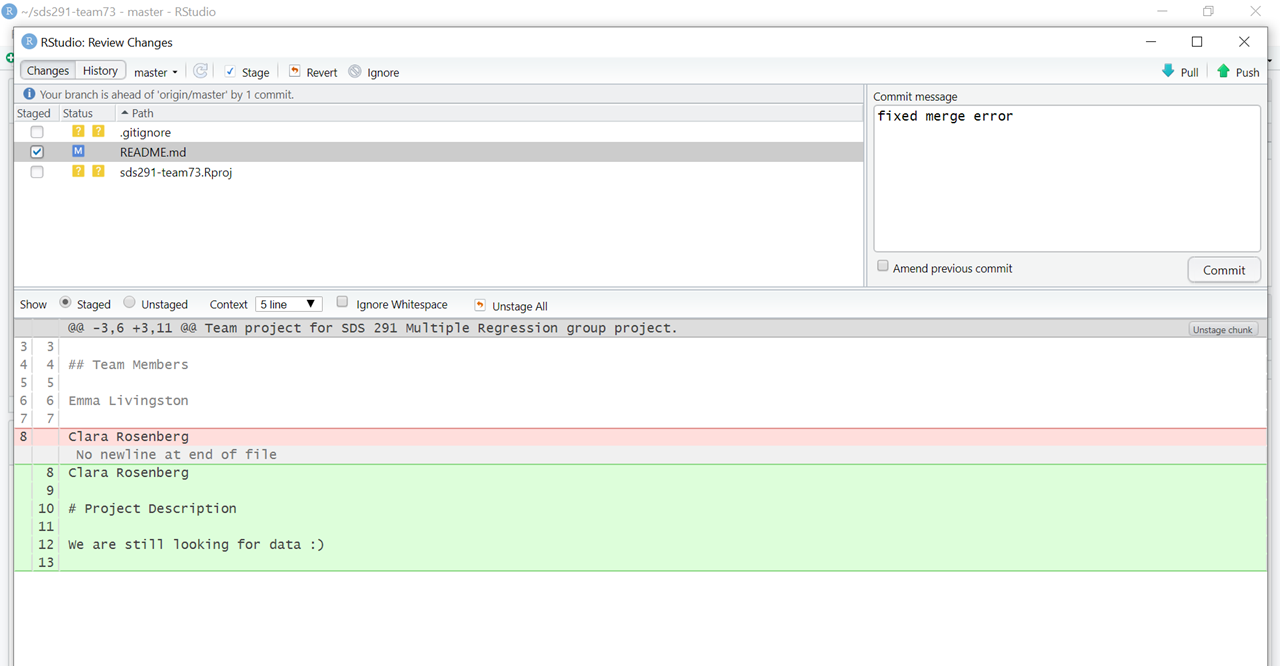 ~/sds291-team73 - master - RStudio
RStudio: Review Changes
Changes History master Stage Revert Ignore Pull Push
Your branch is ahead of 'origin/master' by 1 commit.
Staged Status Path
? ? .gitignore
M README.md
? ? sds291-team73.Rproj
Commit message
fixed merge error
Amend previous commit
Commit
Show Staged Unstaged Context 5 line Ignore Whitespace Unstage All
@@ -3,6 +3,11 @@ Team project for SDS 291 Multiple Regression group project. Unstage chunk
3 3
4 4 ## Team Members
5 5
6 6 Emma Livingston
7 7
8 Clara Rosenberg
No newline at end of file
8 Clara Rosenberg
9
10 # Project Description
11
12 We are still looking for data :)
13